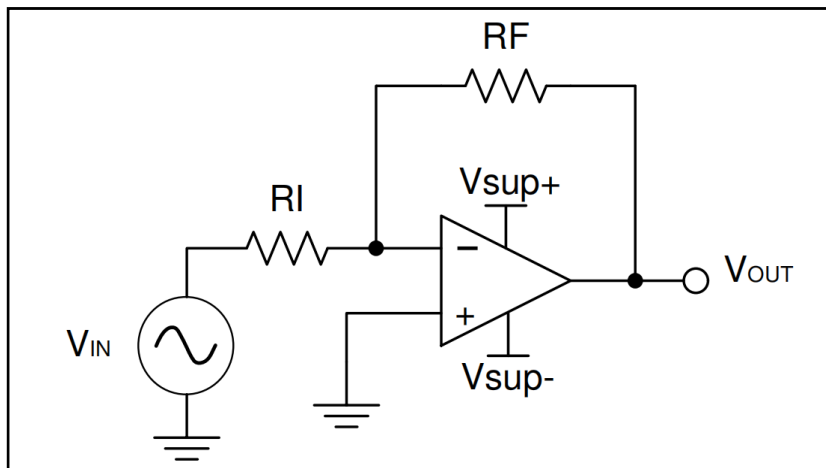 RF
Vsup+
RI
−
VOUT
+
VIN
Vsup-